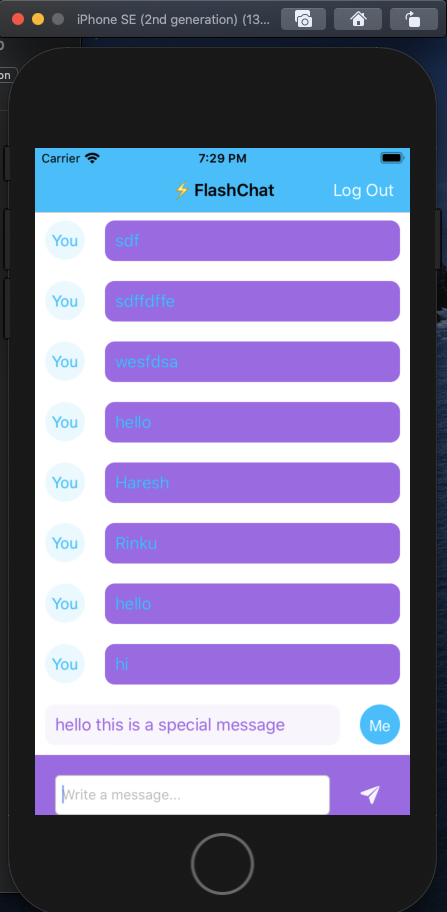 iPhone SE (2nd generation) (13...
on
Carrier 7:29 PM
⚡FlashChat Log Out
You sdf
You sdffdffe
You wesfdsa
You hello
You Haresh
You Rinku
You hello
You hi
hello this is a special message Me
Write a message...